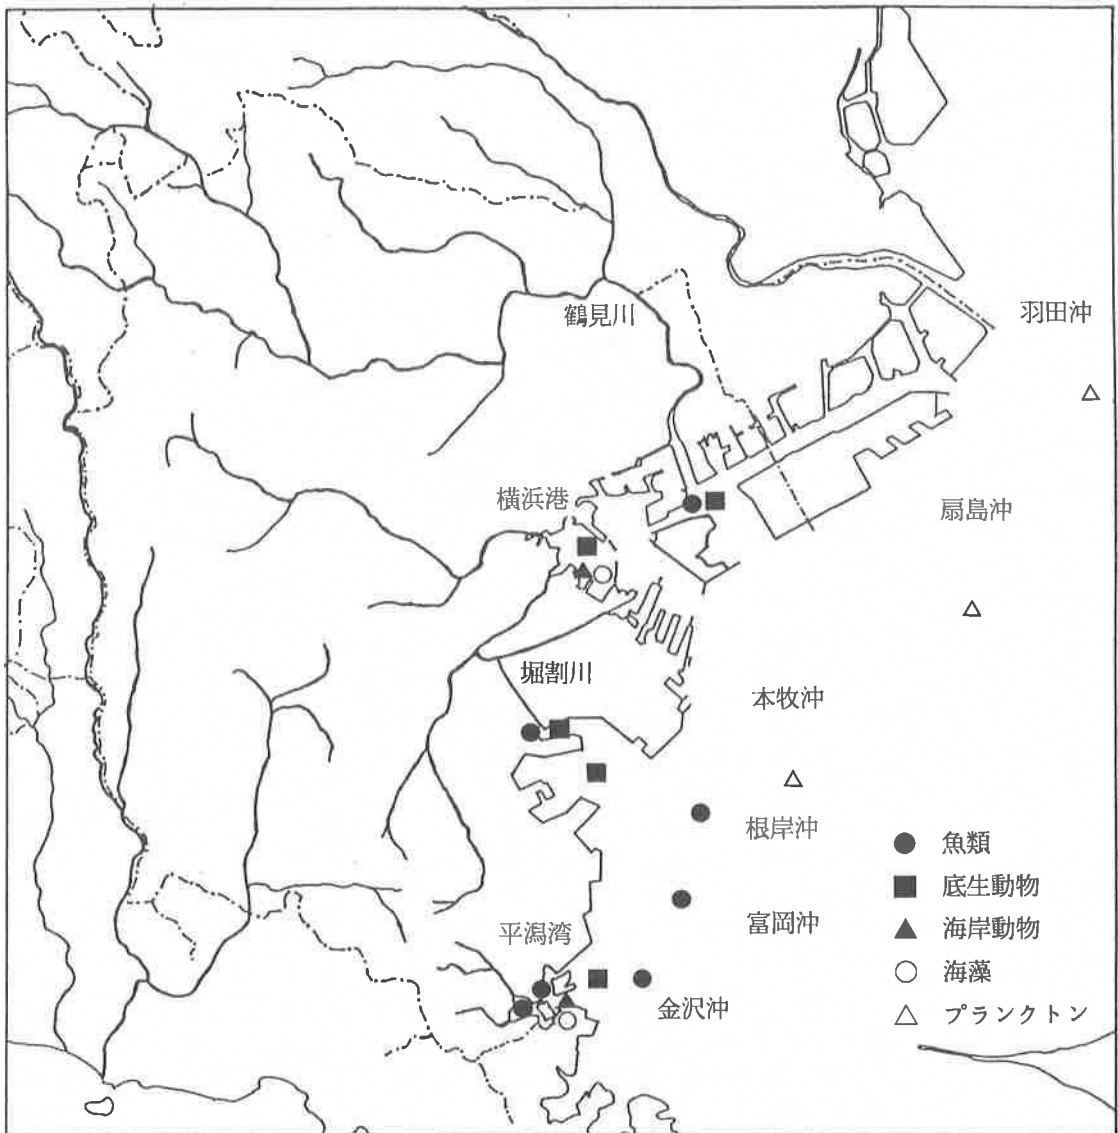 羽田沖
鶴見川
横浜港
扇島沖
堀割川
本牧沖
根岸沖
富岡沖
平潟湾
金沢沖
魚類
底生動物
海岸動物
海藻
プランクトン